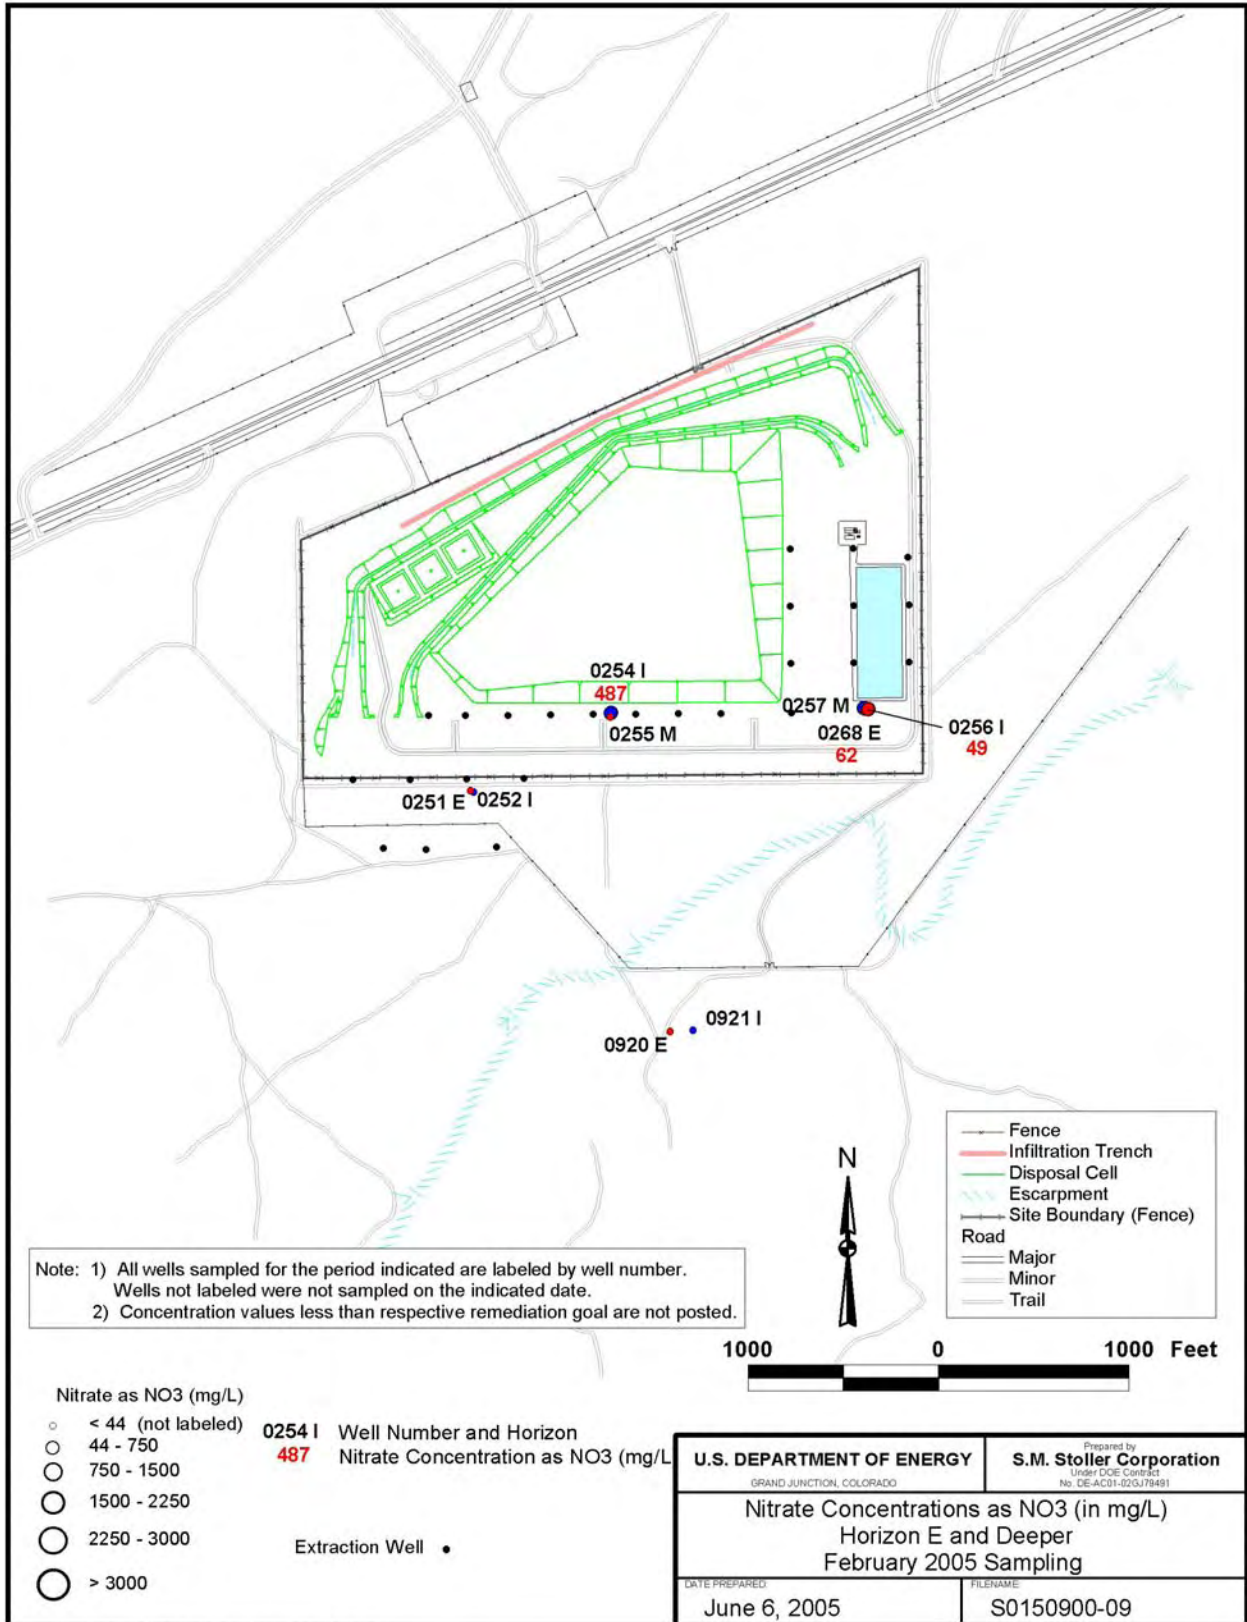 0254 I
487
0255 M
0257 M
0268 E
62
0256 I
49
0251 E
0252 I
0921 I
0920 E
N
Fence
Infiltration Trench
Disposal Cell
Escarpment
Site Boundary (Fence)
Road
Major
Minor
Trail
Note: 1) All wells sampled for the period indicated are labeled by well number.
Wells not labeled were not sampled on the indicated date.
2) Concentration values less than respective remediation goal are not posted.
1000 0 1000 Feet
Nitrate as NO3 (mg/L)
< 44 (not labeled)
44 - 750
750 - 1500
1500 - 2250
2250 - 3000
> 3000
0254 I Well Number and Horizon
487 Nitrate Concentration as NO3 (mg/L
Extraction Well
U.S. DEPARTMENT OF ENERGY
GRAND JUNCTION, COLORADO
Prepared by
S.M. Stoller Corporation
Under DOE Contract
No. DE-AC01-02GJ79491
Nitrate Concentrations as NO3 (in mg/L)
Horizon E and Deeper
February 2005 Sampling
DATE PREPARED:
June 6, 2005
FILENAME:
S0150900-09